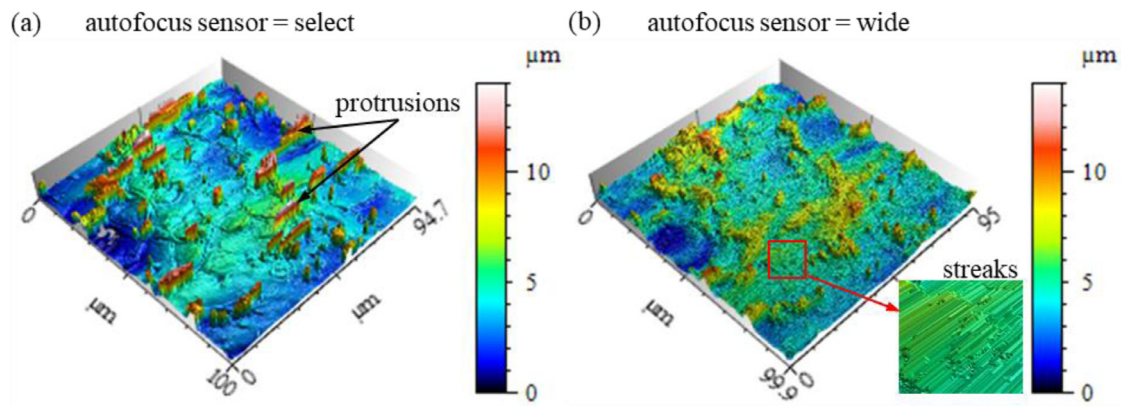 (a) autofocus sensor = select
(b) autofocus sensor = wide
µm
protrusions
10
5
0
0
94.7
µm
µm
100
0
µm
10
5
0
0
95
streaks
µm
µm
99.9
0